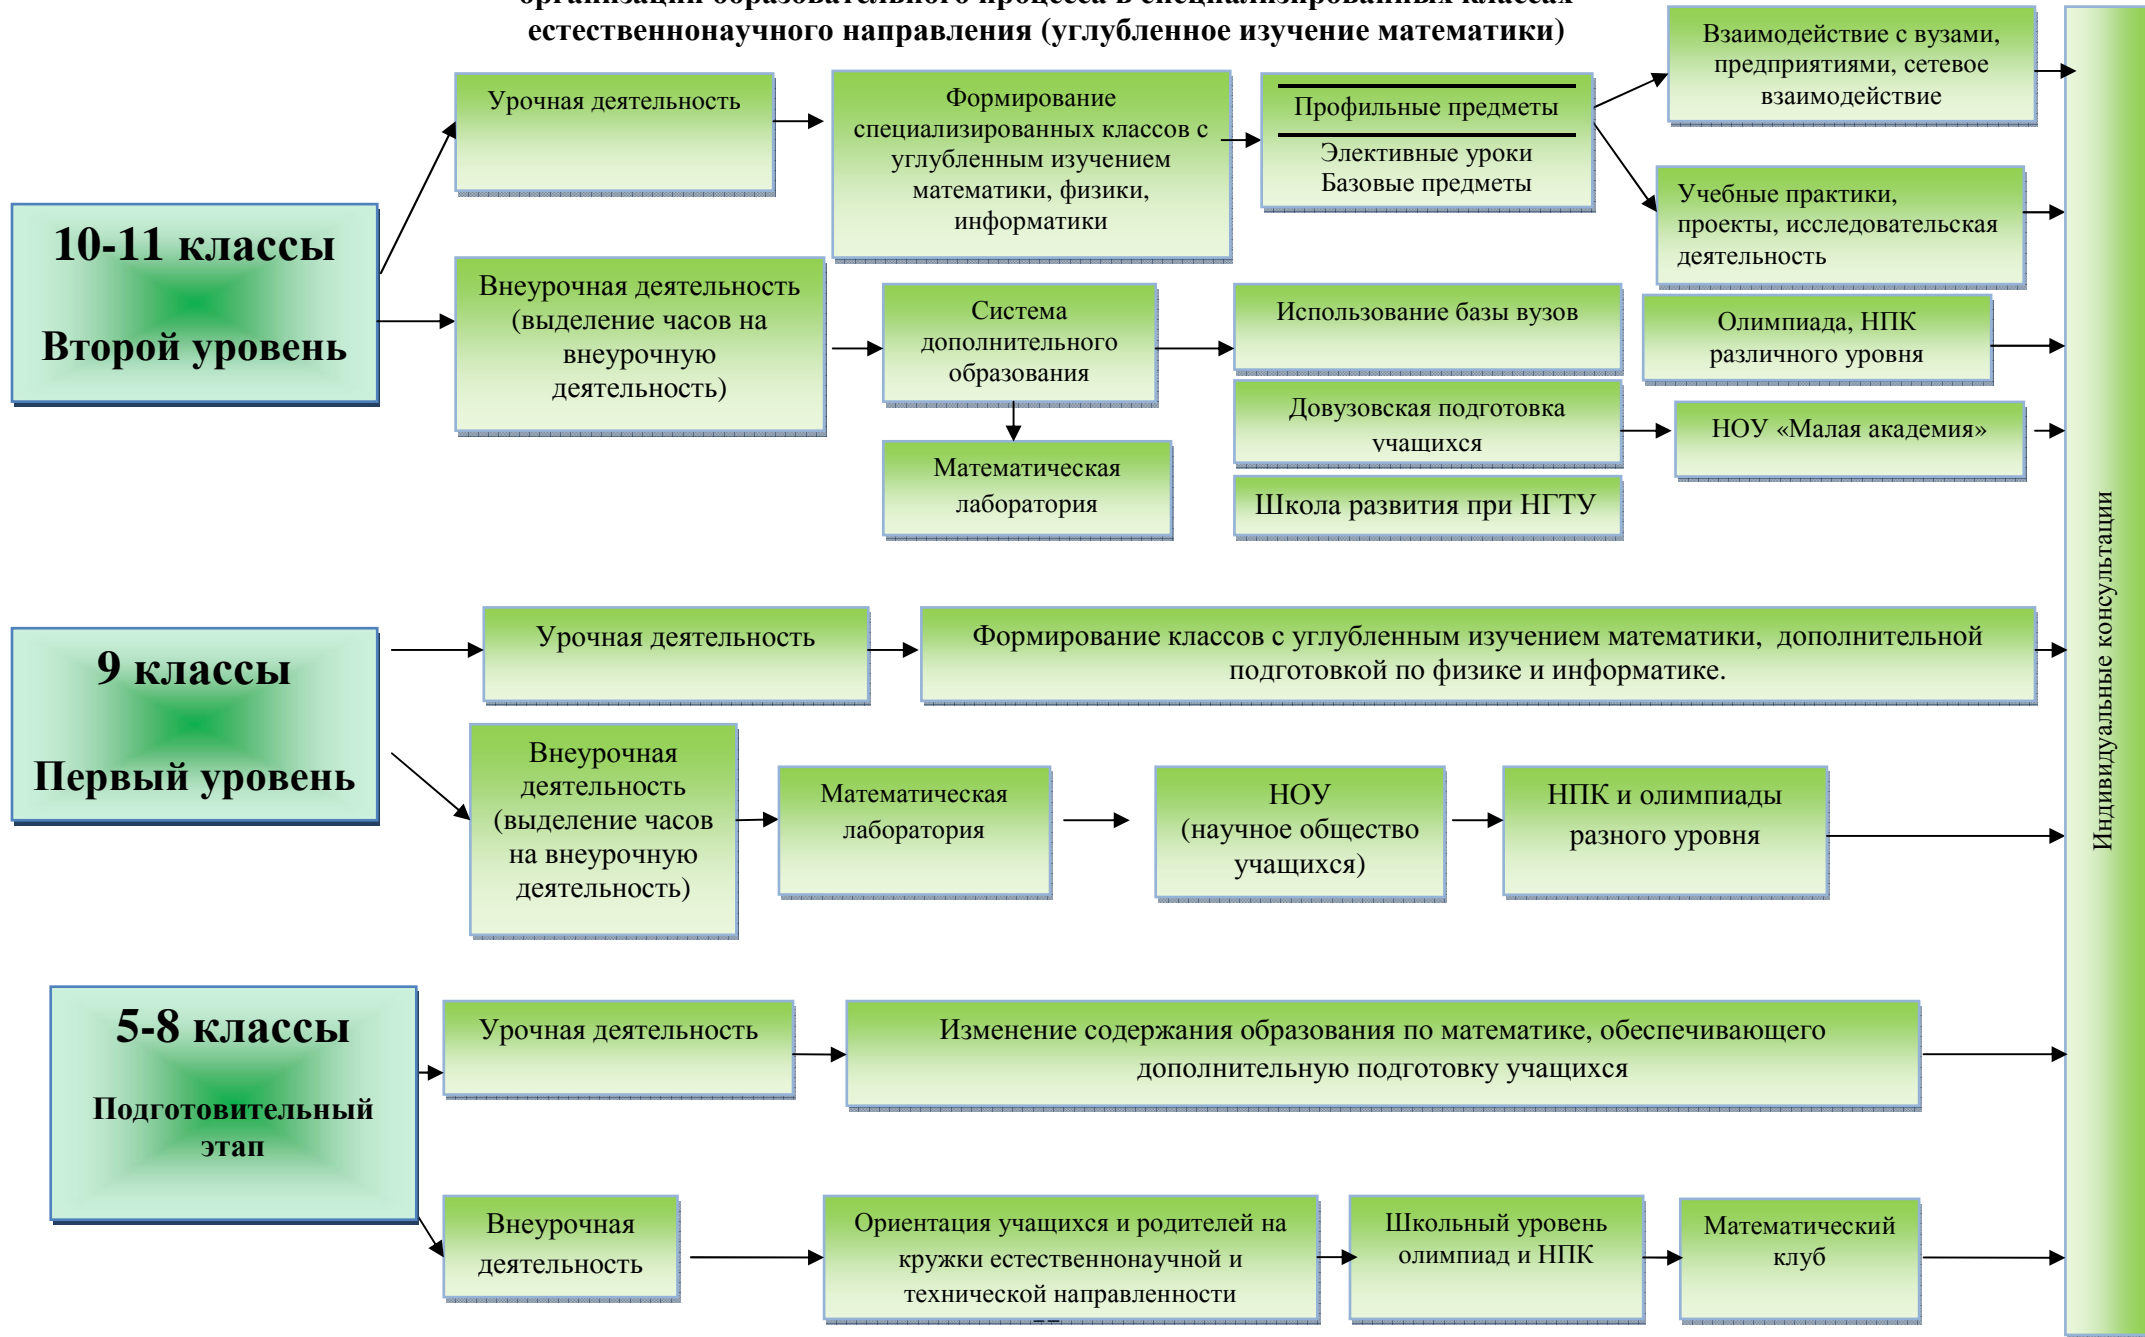 организации образовательного процесса в специализированных классах
естественнонаучного направления (углубленное изучение математики)
Взаимодействие с вузами,
предприятиями, сетевое
взаимодействие
Урочная деятельность
Формирование
специализированных классов с
углубленным изучением
математики, физики,
информатики
Профильные предметы
Элективные уроки
Базовые предметы
Учебные практики,
проекты, исследовательская
деятельность
10-11 классы
Второй уровень
Внеурочная деятельность
(выделение часов на
внеурочную
деятельность)
Система
дополнительного
образования
Использование базы вузов
Олимпиада, НПК
различного уровня
Довузовская подготовка
учащихся
НОУ «Малая академия»
Математическая
лаборатория
Школа развития при НГТУ
Индивидуальные консультации
9 классы
Первый уровень
Урочная деятельность
Формирование классов с углубленным изучением математики, дополнительной
подготовкой по физике и информатике.
Внеурочная
деятельность
(выделение часов
на внеурочную
деятельность)
Математическая
лаборатория
НОУ
(научное общество
учащихся)
НПК и олимпиады
разного уровня
5-8 классы
Подготовительный
этап
Урочная деятельность
Изменение содержания образования по математике, обеспечивающего
дополнительную подготовку учащихся
Внеурочная
деятельность
Ориентация учащихся и родителей на
кружки естественнонаучной и
технической направленности
Школьный уровень
олимпиад и НПК
Математический
клуб